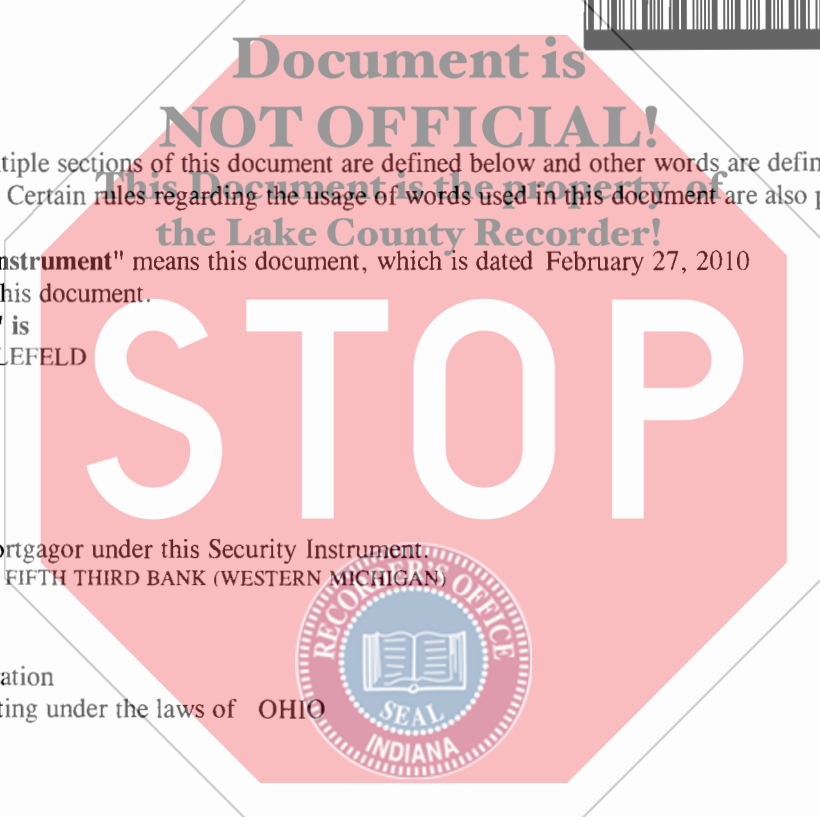 Document is
NOT OFFICIAL!
tiple sections of this document are defined below and other words are defin
This Document is the property of
Certain rules regarding the usage of words used in this document are also p
the Lake County Recorder!
nstrument" means this document, which is dated February 27, 2010
his document.
" is
LEFELD
STOP
ortgagor under this Security Instrument.
FIFTH THIRD BANK (WESTERN MICHIGAN)
RECORDER'S OFFICE
ation
ting under the laws of OHIO
SEAL
INDIANA